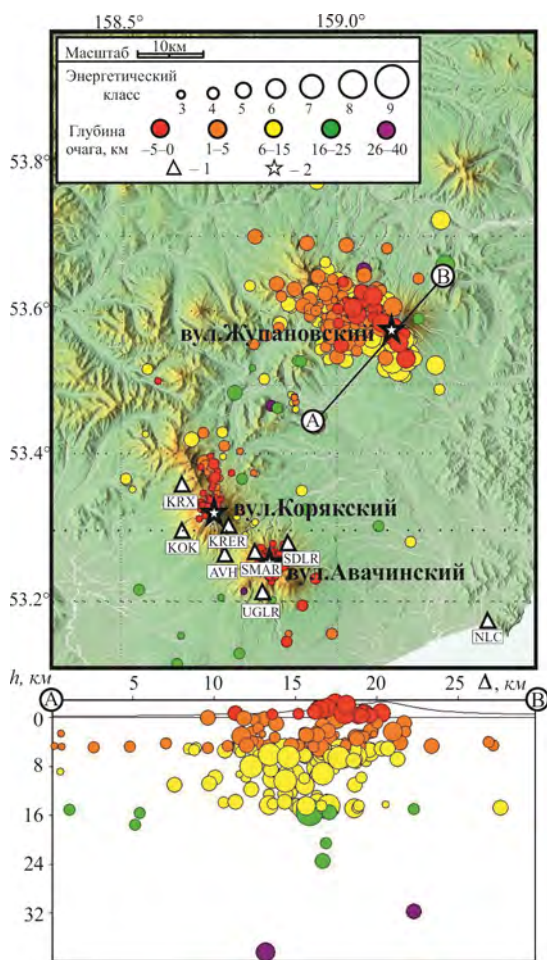 158.5° 159.0°
Масштаб 10км
Энергетический
класс
3 4 5 6 7 8 9
Глубина
очага, км
–5–0 1–5 6–15 16–25 26–40
– 1 – 2
53.8°
53.6°
вул.Жупановский
B
A
53.4°
KRX
вул.Корякский
KOK
KRER
AVH
SMAR
SDLR
вул.Авачинский
UGLR
53.2°
NLC
h, км
A 5 10 15 20 25 Δ, км B
0
8
16
24
32